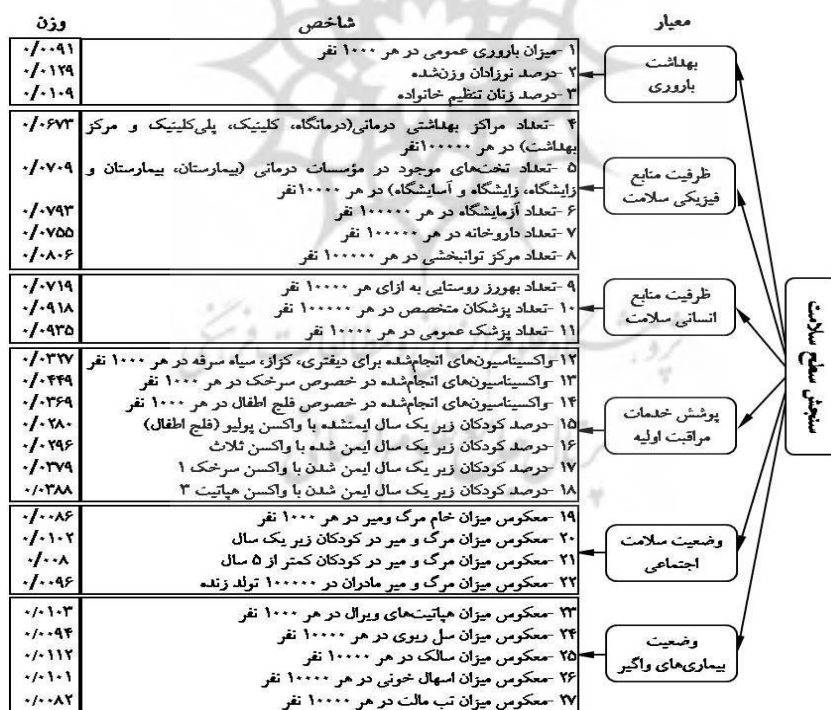 معیار شاخص وزن
سنجش سطح سلامت
بهداشت
باروری
۱ -میزان باروری عمومی در هر ۱۰۰۰ نفر ۰/۰۰۹۱
۲ -درصد نوزادان وزن‌شده ۰/۰۱۲۹
۳ -درصد زنان تنظیم خانواده ۰/۰۱۰۹
ظرفیت منابع
فیزیکی سلامت
۴ -تعداد مراکز بهداشتی درمانی(درمانگاه، کلینیک، پلی‌کلینیک و مرکز ۰/۰۶۷۳
بهداشت) در هر ۱۰۰۰۰۰نفر
۵ -تعداد تخت‌های موجود در مؤسسات درمانی (بیمارستان، بیمارستان و ۰/۰۷۰۹
زایشگاه، زایشگاه و آسایشگاه) در هر ۱۰۰۰۰نفر
۶ -تعداد آزمایشگاه در هر ۱۰۰۰۰۰ نفر ۰/۰۷۹۳
۷ -تعداد داروخانه در هر ۱۰۰۰۰۰ نفر ۰/۰۷۵۵
۸ -تعداد مرکز توانبخشی در هر ۱۰۰۰۰۰ نفر ۰/۰۸۰۶
ظرفیت منابع
انسانی سلامت
۹ -تعداد بهورز روستایی به ازای هر ۱۰۰۰۰ نفر ۰/۰۷۱۹
۱۰ -تعداد پزشکان متخصص در هر ۱۰۰۰۰۰ نفر ۰/۰۹۱۸
۱۱ -تعداد پزشک عمومی در هر ۱۰۰۰۰ نفر ۰/۰۹۳۵
پوشش خدمات
مراقبت اولیه
۱۲-واکسیناسیون‌های انجام‌شده برای دیفتری، کزاز، سیاه سرفه در هر ۱۰۰۰ نفر ۰/۰۳۲۷
۱۳ -واکسیناسیون‌های انجام‌شده در خصوص سرخک در هر ۱۰۰۰ نفر ۰/۰۴۴۹
۱۴ -واکسیناسیون‌های انجام‌شده در خصوص فلج اطفال در هر ۱۰۰۰ نفر ۰/۰۳۶۹
۱۵ -درصد کودکان زیر یک سال ایمنشده با واکسن پولیو (فلج اطفال) ۰/۰۲۸۰
۱۶ -درصد کودکان زیر یک سال ایمن شده با واکسن ثلاث ۰/۰۲۹۶
۱۷ -درصد کودکان زیر یک سال ایمن شدن با واکسن سرخک ۱ ۰/۰۳۷۹
۱۸ -درصد کودکان زیر یک سال ایمن شدن با واکسن هپاتیت ۳ ۰/۰۳۸۸
وضعیت سلامت
اجتماعی
۱۹ -معکوس میزان خام مرگ ومیر در هر ۱۰۰۰ نفر ۰/۰۰۸۶
۲۰ -معکوس میزان مرگ و میر در کودکان زیر یک سال ۰/۰۱۰۲
۲۱ -معکوس میزان مرگ و میر در کودکان کمتر از ۵ سال ۰/۰۰۸
۲۲ -معکوس میزان مرگ و میر مادران در ۱۰۰۰۰۰ تولد زنده ۰/۰۰۹۶
وضعیت
بیماری‌های واگیر
۲۳ -معکوس میزان هپاتیت‌های ویرال در هر ۱۰۰۰ نفر ۰/۰۱۰۳
۲۴ -معکوس میزان سل ریوی در هر ۱۰۰۰۰ نفر ۰/۰۰۹۴
۲۵ -معکوس میزان سالک در هر ۱۰۰۰۰ نفر ۰/۰۱۱۲
۲۶ -معکوس میزان اسهال خونی در هر ۱۰۰۰۰ نفر ۰/۰۱۰۱
۲۷ -معکوس میزان تب مالت در هر ۱۰۰۰۰ نفر ۰/۰۰۸۲